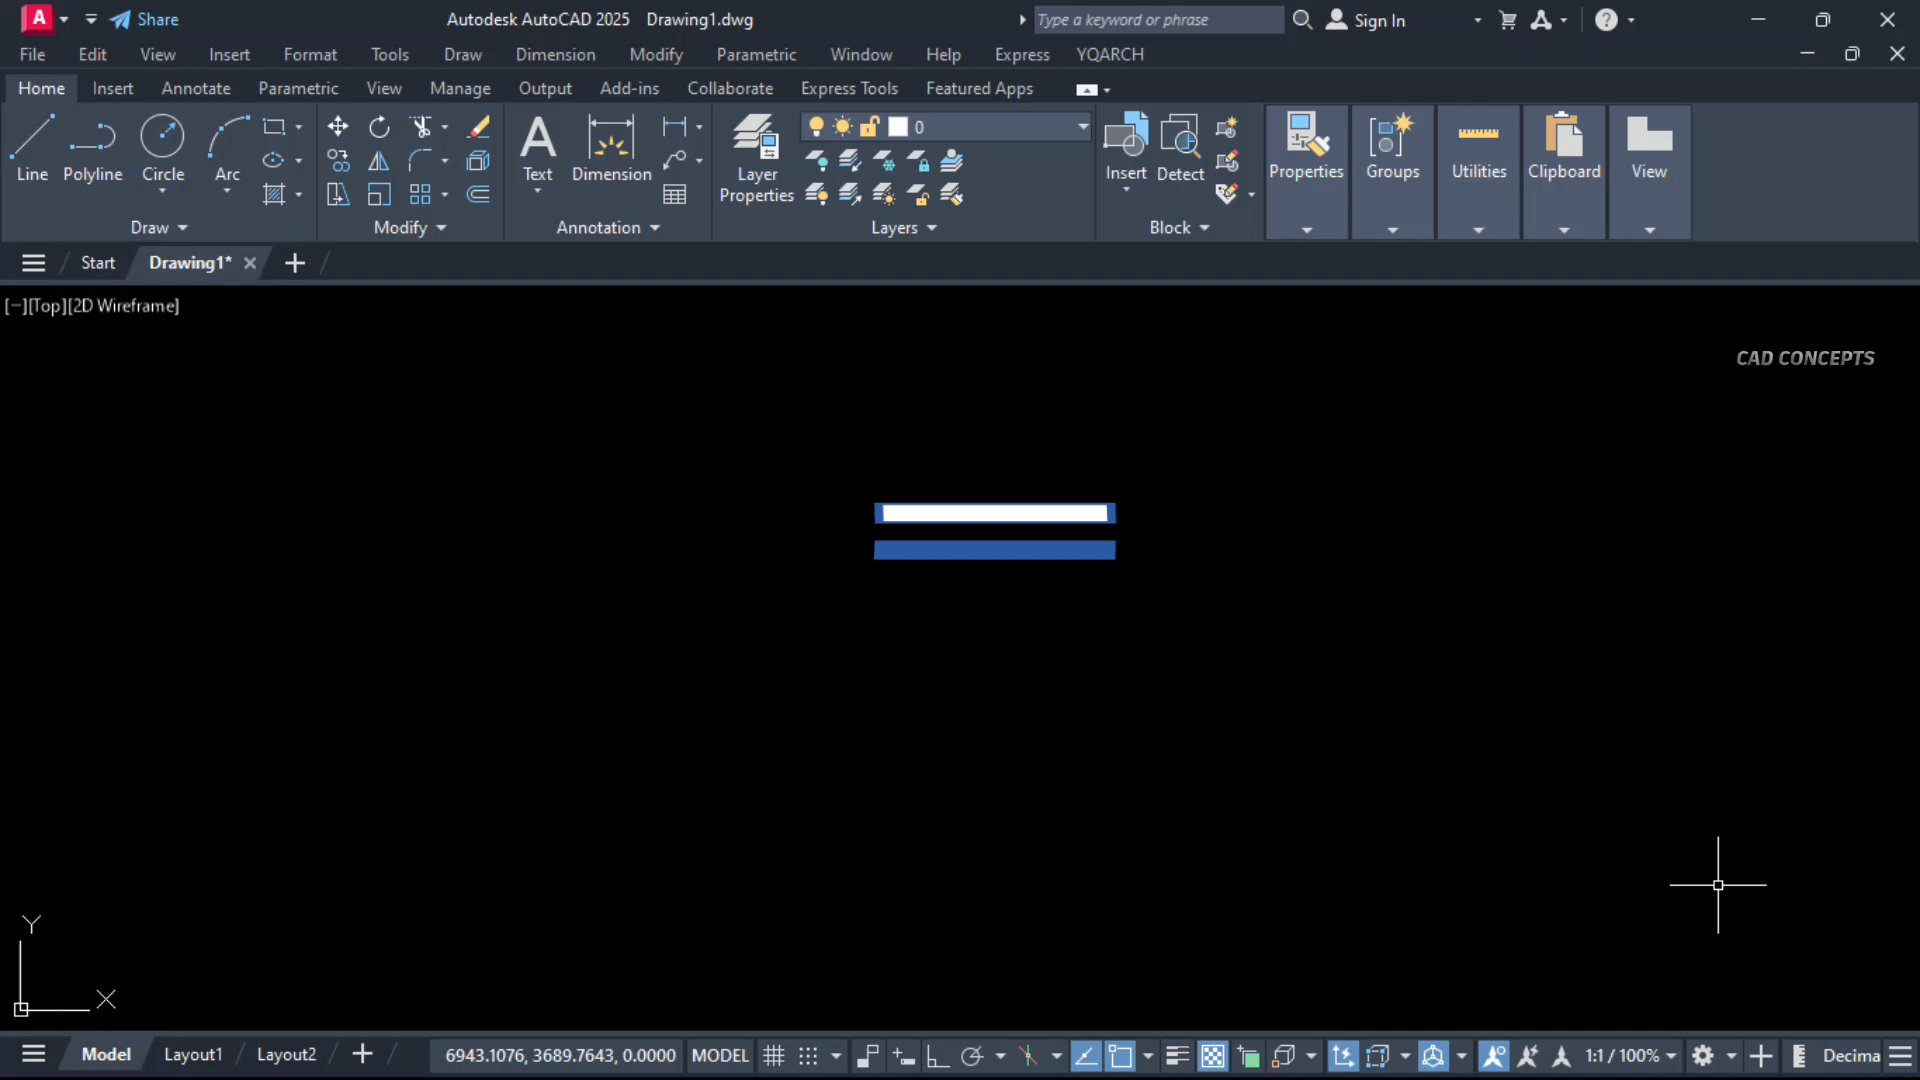 A Share Autodesk AutoCAD 2025 Drawing1.dwg Type a keyword or phrase Sign In ?
File Edit View Insert Format Tools Draw Dimension Modify Parametric Window Help Express YQARCH
Home Insert Annotate Parametric View Manage Output Add-ins Collaborate Express Tools Featured Apps
0
Line Polyline Circle Arc
A Text Dimension
Layer Properties
Insert Detect
Properties Groups Utilities Clipboard View
Draw Modify Annotation Layers Block
Start Drawing1*
[−][Top][2D Wireframe]
CAD CONCEPTS
Y
X
Model Layout1 Layout2 6943.1076, 3689.7643, 0.0000 MODEL 1:1 / 100% Decima